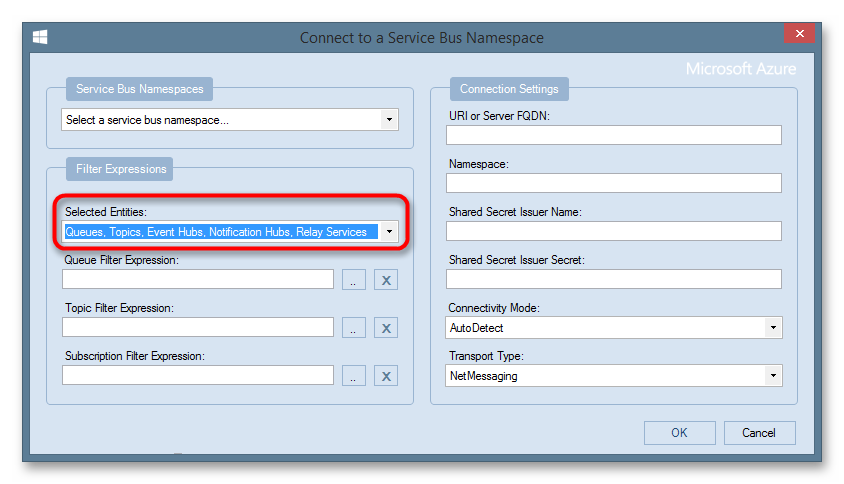 Connect to a Service Bus Namespace
Microsoft Azure
Service Bus Namespaces
Select a service bus namespace...
Filter Expressions
Selected Entities:
Queues, Topics, Event Hubs, Notification Hubs, Relay Services
Queue Filter Expression:
..
X
Topic Filter Expression:
..
X
Subscription Filter Expression:
..
X
Connection Settings
URI or Server FQDN:
Namespace:
Shared Secret Issuer Name:
Shared Secret Issuer Secret:
Connectivity Mode:
AutoDetect
Transport Type:
NetMessaging
OK
Cancel